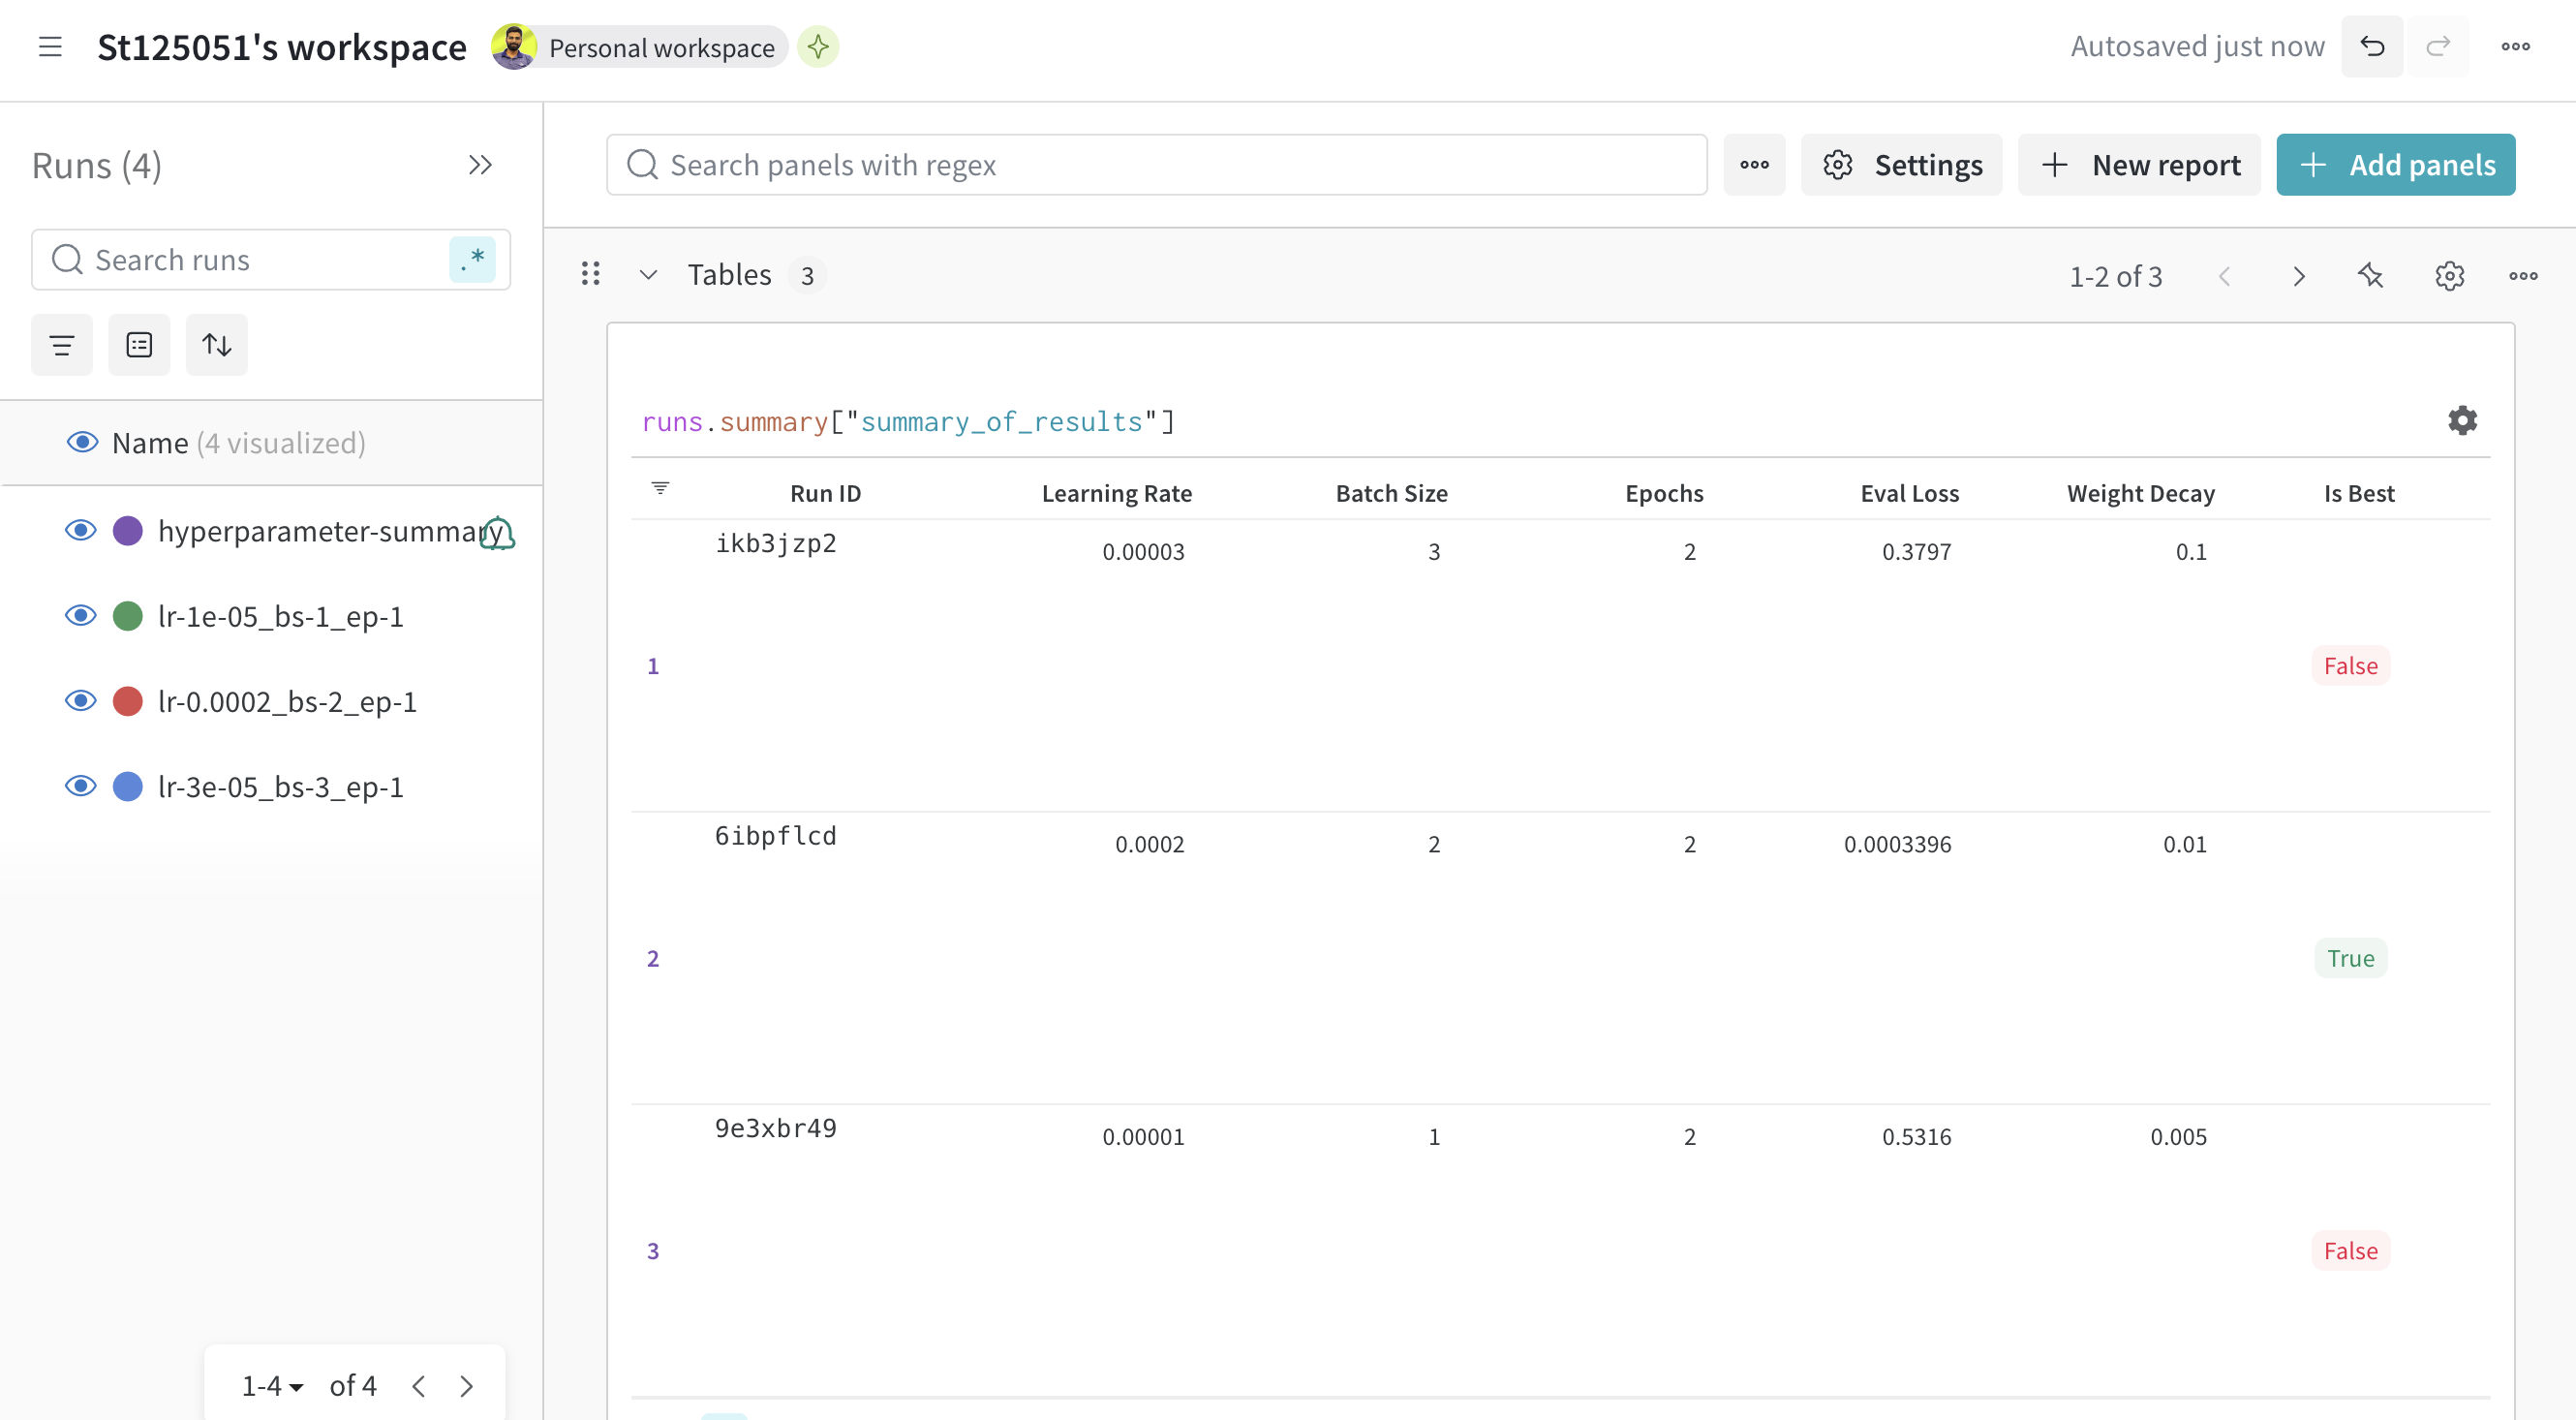 St125051's workspace Personal workspace Autosaved just now
Runs (4)
Search runs .*
Name (4 visualized)
hyperparameter-summary
lr-1e-05_bs-1_ep-1
lr-0.0002_bs-2_ep-1
lr-3e-05_bs-3_ep-1
1-4 of 4
Search panels with regex Settings New report Add panels
Tables 3 1-2 of 3
runs.summary["summary_of_results"]
Run ID Learning Rate Batch Size Epochs Eval Loss Weight Decay Is Best
ikb3jzp2 0.00003 3 2 0.3797 0.1
1 False
6ibpflcd 0.0002 2 2 0.0003396 0.01
2 True
9e3xbr49 0.00001 1 2 0.5316 0.005
3 False